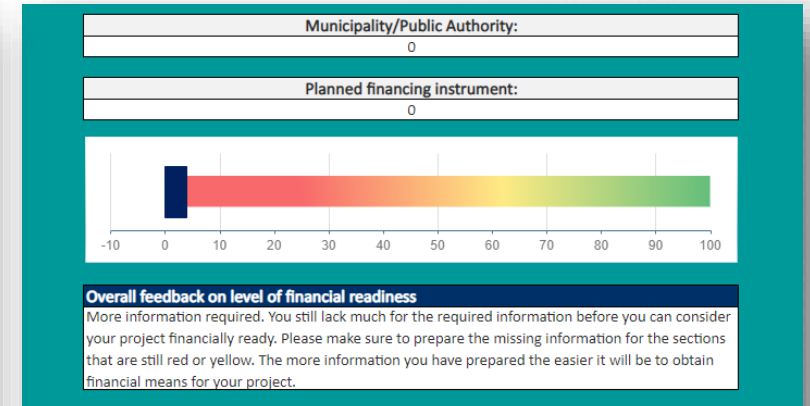 Municipality/Public Authority:
0
Planned financing instrument:
0
-10 0 10 20 30 40 50 60 70 80 90 100
Overall feedback on level of financial readiness
More information required. You still lack much for the required information before you can consider
your project financially ready. Please make sure to prepare the missing information for the sections
that are still red or yellow. The more information you have prepared the easier it will be to obtain
financial means for your project.